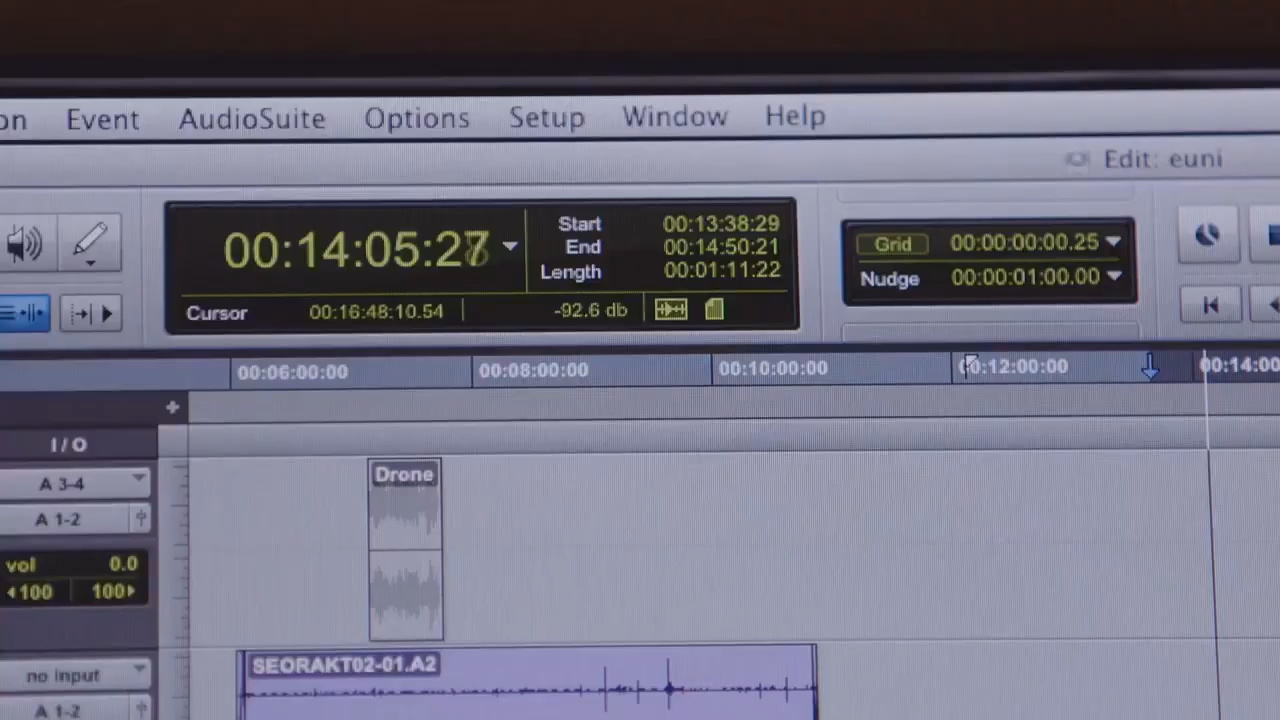 on Event AudioSuite Options Setup Window Help
Edit: euni
00:14:05:27
Start 00:13:38:29
End 00:14:50:21
Length 00:01:11:22
Cursor 00:16:48:10.54 -92.6 db
Grid 00:00:00:00.25
Nudge 00:00:01:00.00
00:06:00:00 00:08:00:00 00:10:00:00 00:12:00:00 00:14:00
I/O
A 3-4
A 1-2
vol 0.0
100 100
no input
A 1-2
Drone
SEORAKT02-01.A2